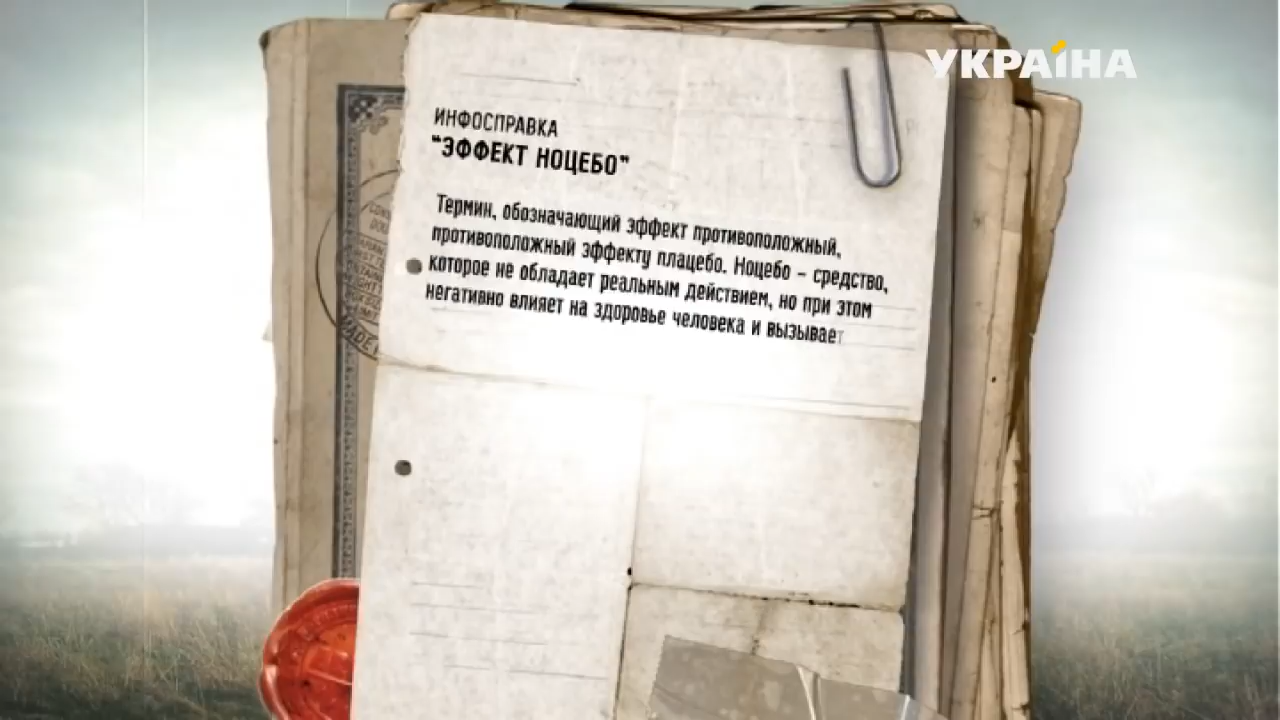 УКРАЇНА
ИНФОСПРАВКА
"ЭФФЕКТ НОЦЕБО"
Термин, обозначающий эффект противоположный,
противоположный эффекту плацебо. Ноцебо – средство,
которое не обладает реальным действием, но при этом
негативно влияет на здоровье человека и вызывает
MADE